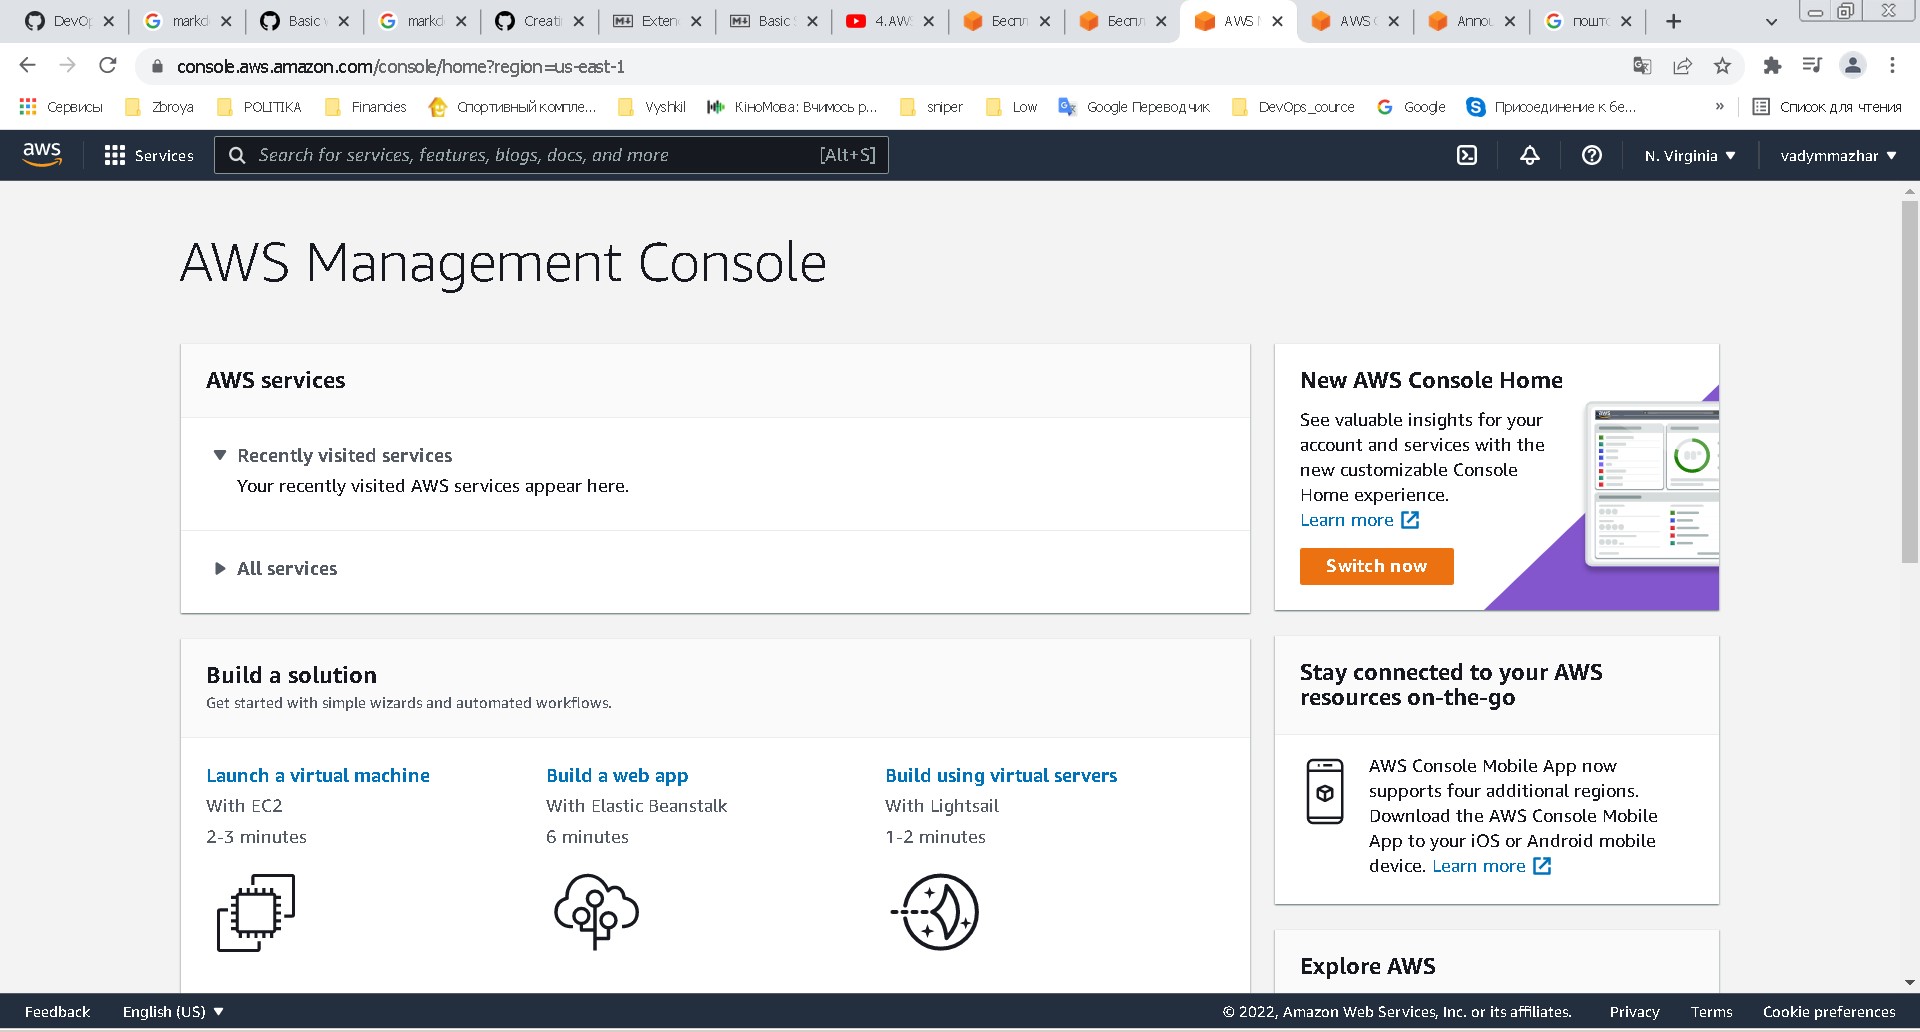 DevOp
markd
Basic
markd
Creati
Exten
Basic
4.AWS
Беспл
Беспл
AWS
AWS
Annou
пошто
console.aws.amazon.com/console/home?region=us-east-1
Сервисы
Zbroya
POLITIKA
Financies
Спортивный компле...
Vyshkil
КіноМова: Вчимось р...
sniper
Low
Google Переводчик
DevOps_cource
Google
Присоединение к бе...
»
Список для чтения
aws
Services
Search for services, features, blogs, docs, and more
[Alt+S]
N. Virginia
vadymmazhar
AWS Management Console
AWS services
Recently visited services
Your recently visited AWS services appear here.
All services
New AWS Console Home
See valuable insights for your
account and services with the
new customizable Console
Home experience.
Learn more
Switch now
Build a solution
Get started with simple wizards and automated workflows.
Launch a virtual machine
With EC2
2-3 minutes
Build a web app
With Elastic Beanstalk
6 minutes
Build using virtual servers
With Lightsail
1-2 minutes
Stay connected to your AWS
resources on-the-go
AWS Console Mobile App now
supports four additional regions.
Download the AWS Console Mobile
App to your iOS or Android mobile
device. Learn more
Explore AWS
Feedback
English (US)
© 2022, Amazon Web Services, Inc. or its affiliates.
Privacy
Terms
Cookie preferences